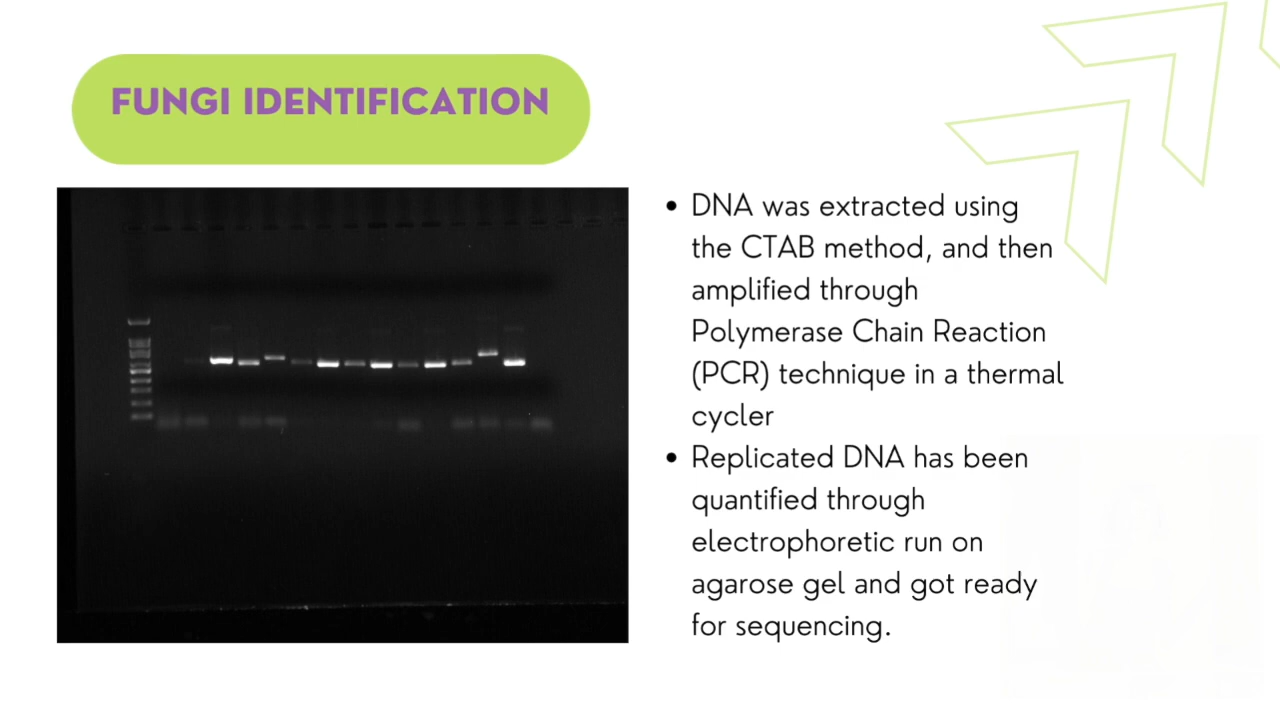 FUNGI IDENTIFICATION
• DNA was extracted using
the CTAB method, and then
amplified through
Polymerase Chain Reaction
(PCR) technique in a thermal
cycler
• Replicated DNA has been
quantified through
electrophoretic run on
agarose gel and got ready
for sequencing.